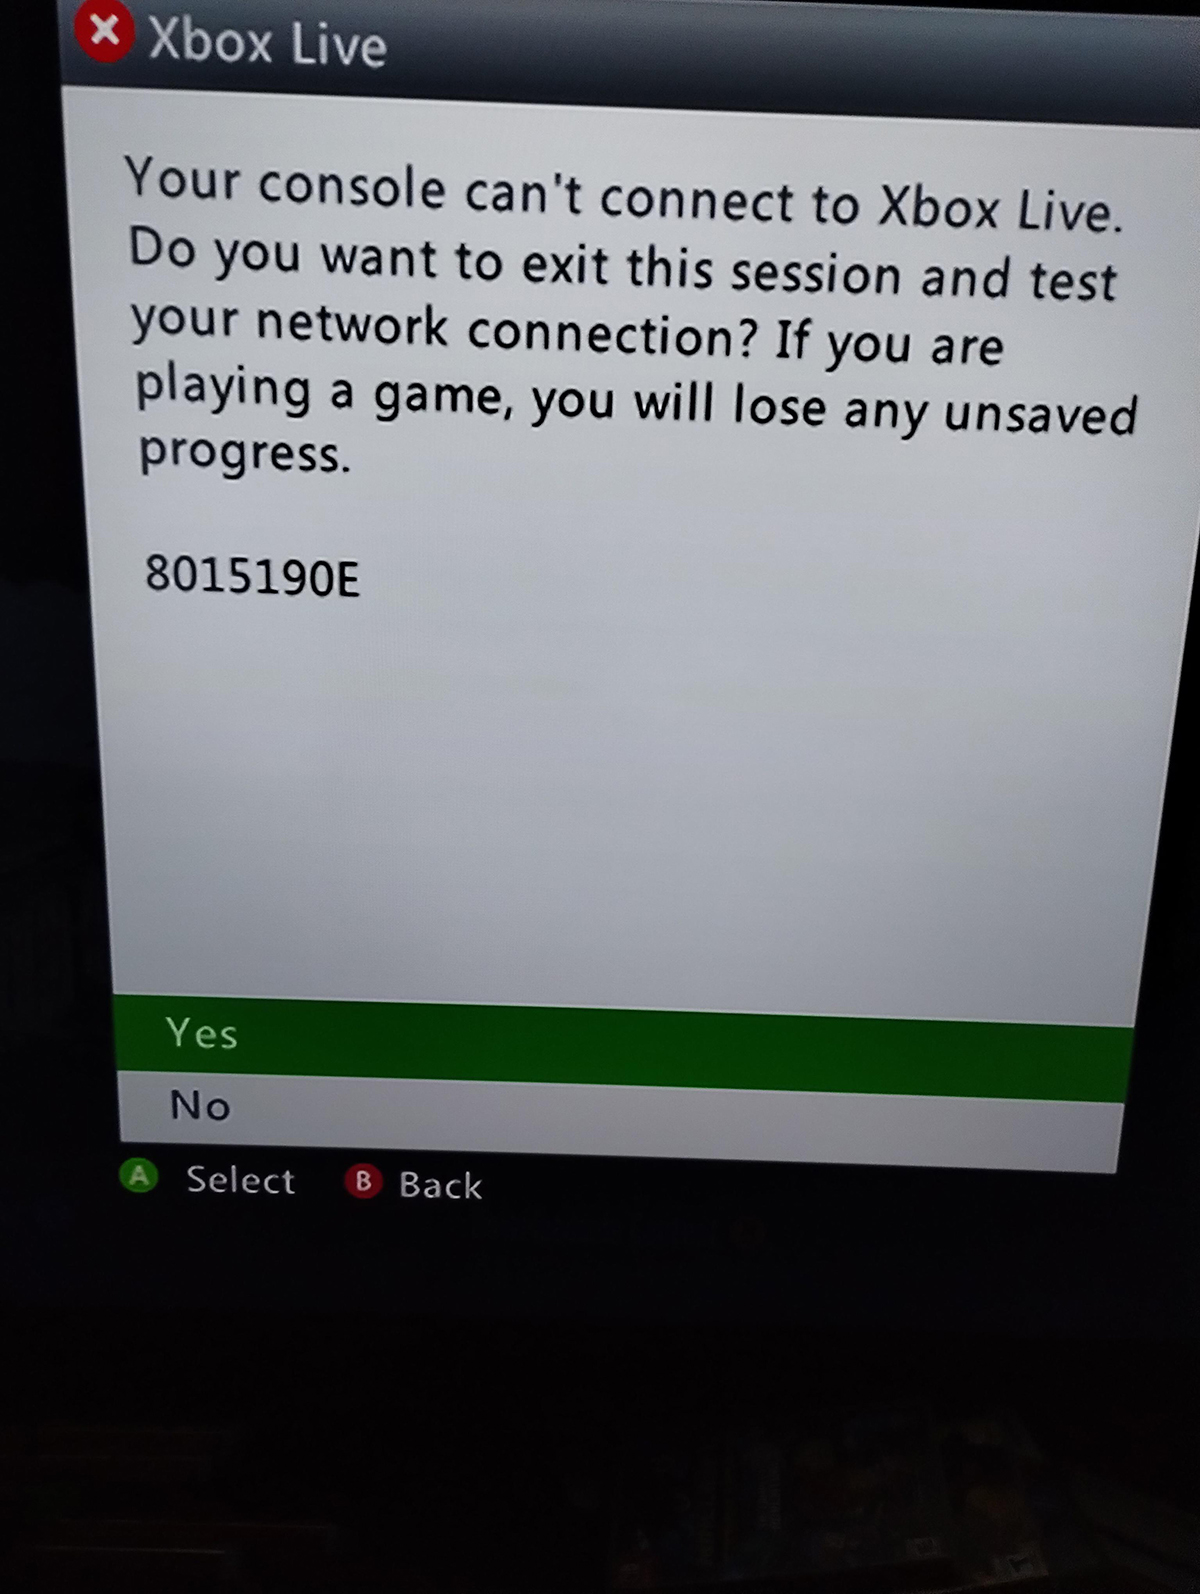 Xbox Live
Your console can't connect to Xbox Live.
Do you want to exit this session and test
your network connection? If you are
playing a game, you will lose any unsaved
progress.
8015190E
Yes
No
A Select B Back